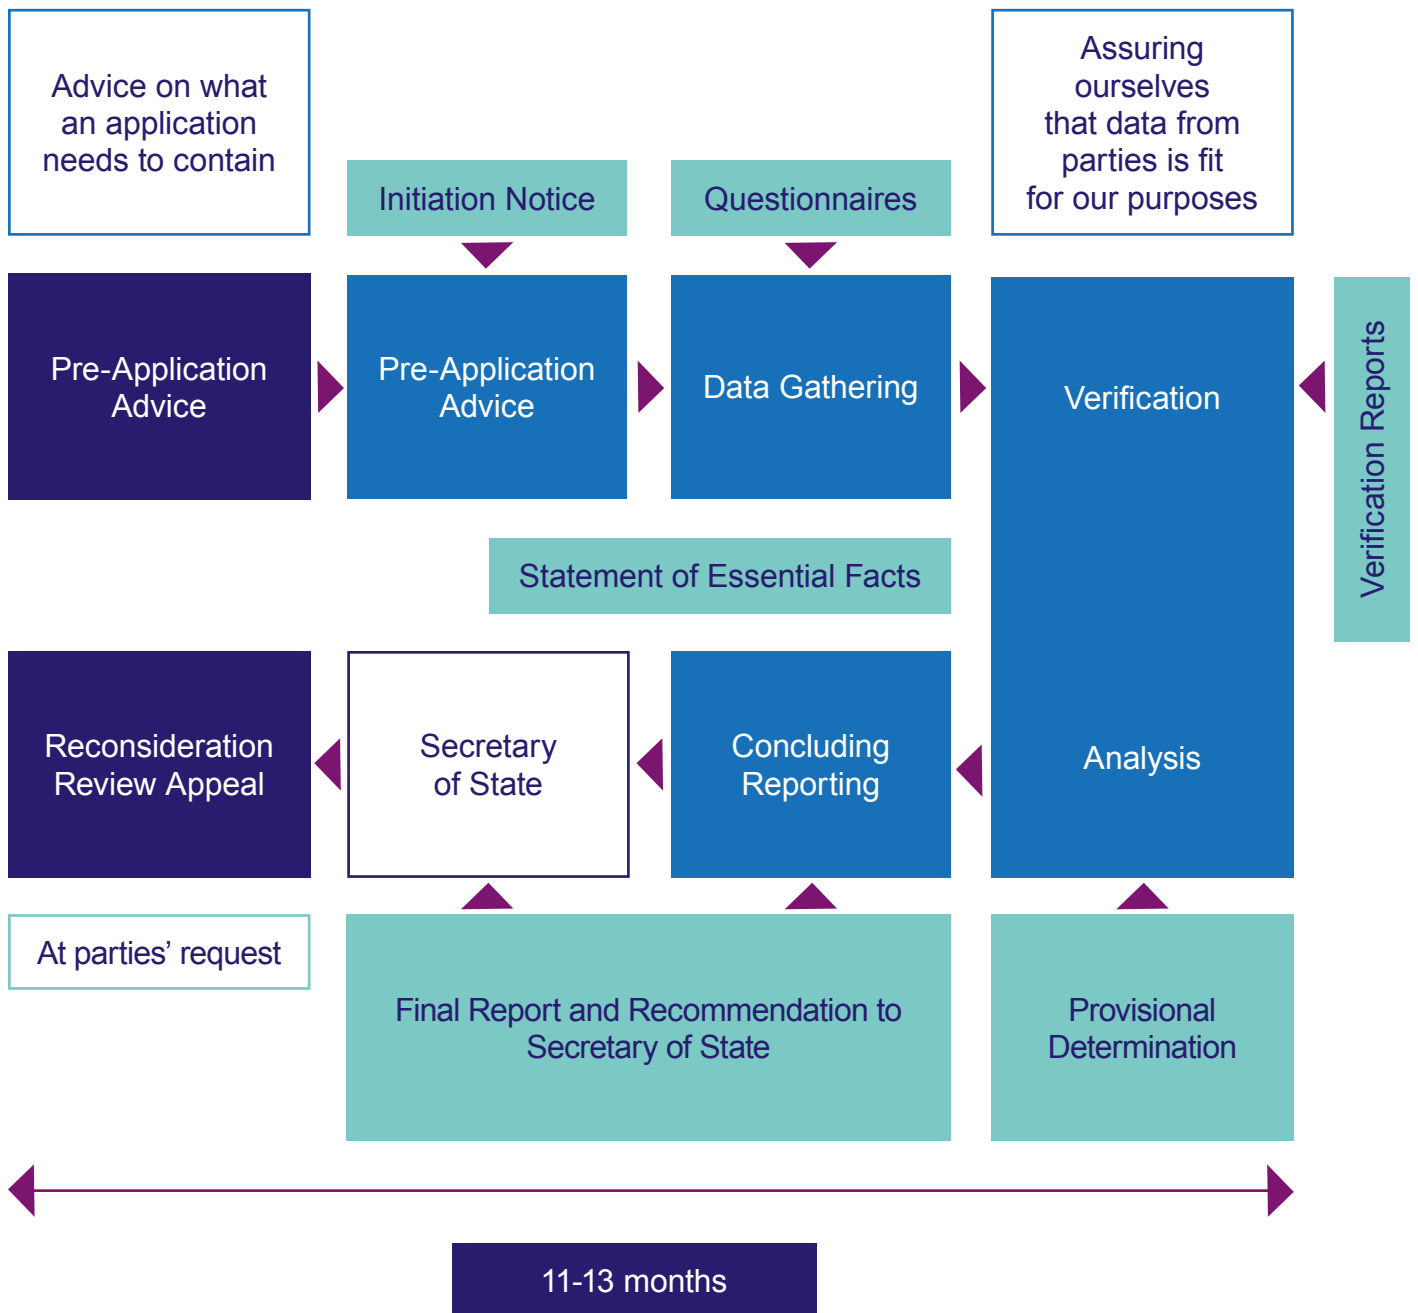 Advice on what
an application
needs to contain
Initiation Notice
Questionnaires
Assuring
ourselves
that data from
parties is fit
for our purposes
Pre-Application
Advice
Pre-Application
Advice
Data Gathering
Verification
Verification Reports
Statement of Essential Facts
Reconsideration
Review Appeal
Secretary
of State
Concluding
Reporting
Analysis
At parties’ request
Final Report and Recommendation to
Secretary of State
Provisional
Determination
11-13 months